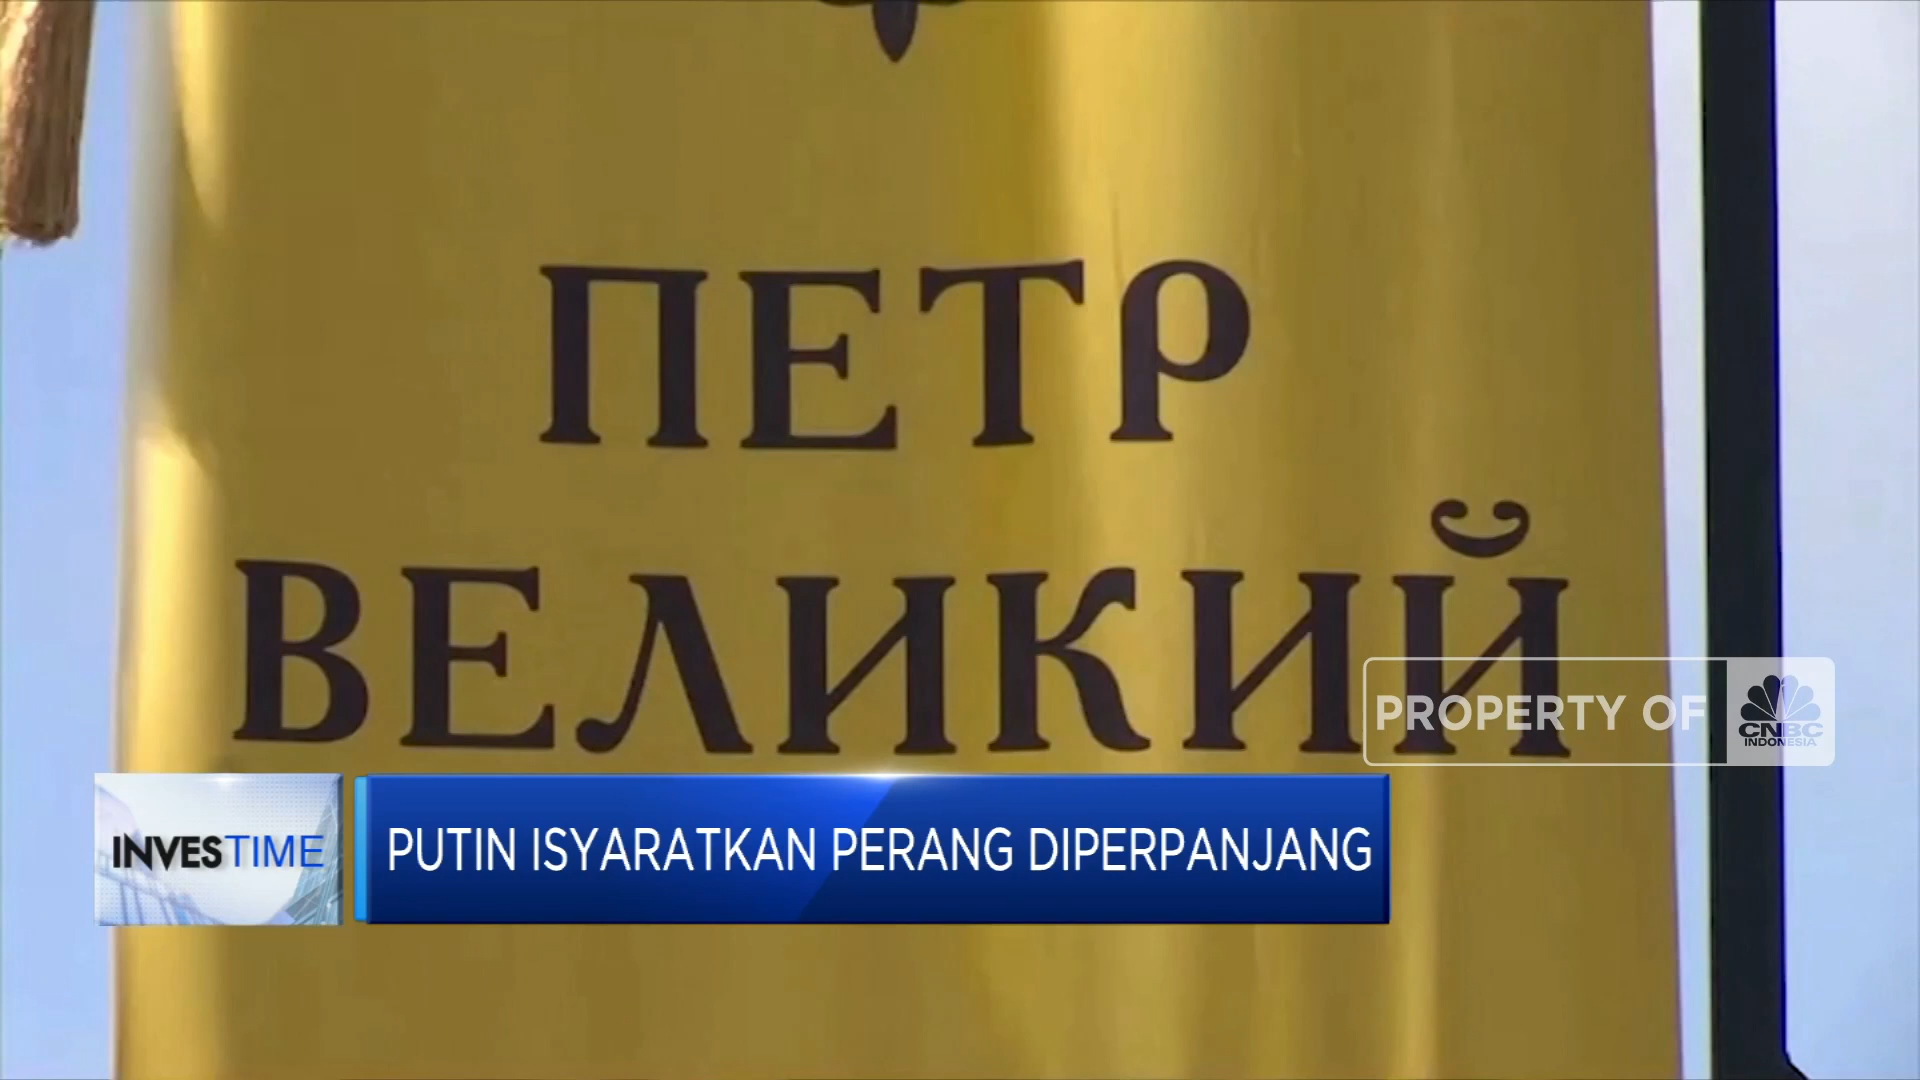 ПЕТР
ВЕЛИКИЙ
PROPERTY OF
CNBC
INDONESIA
INVESTIME
PUTIN ISYARATKAN PERANG DIPERPANJANG